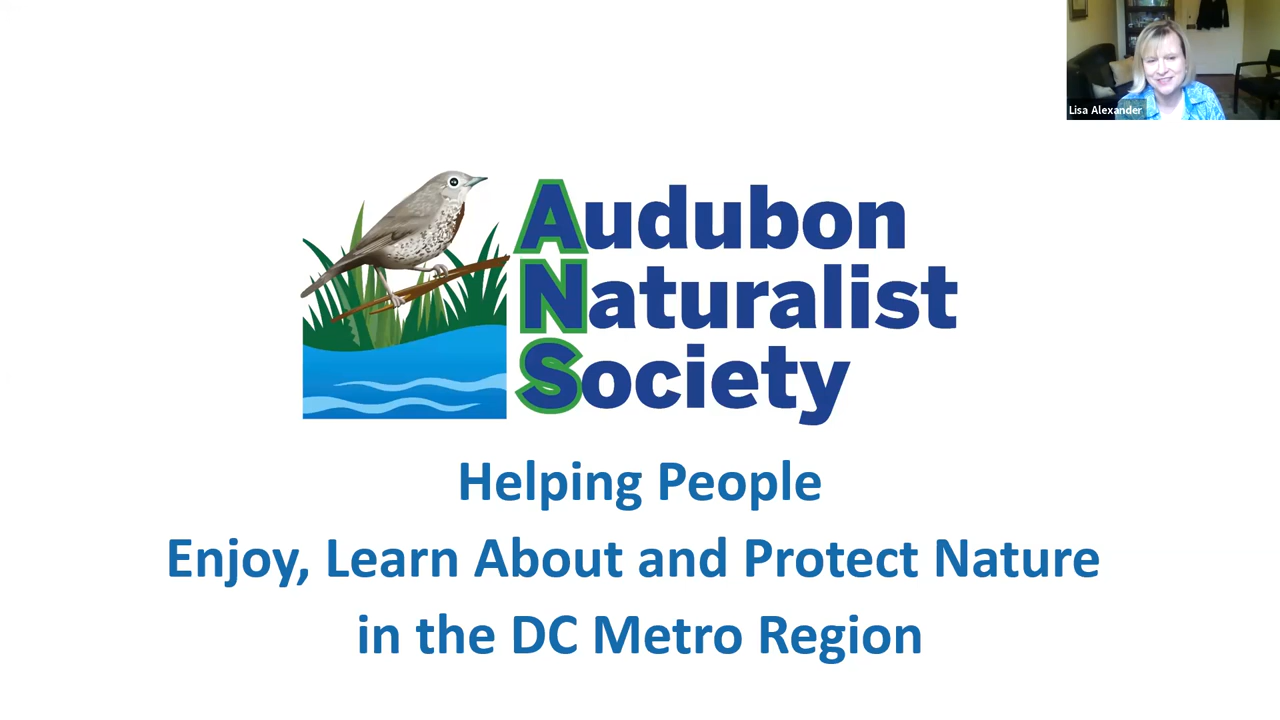 Lisa Alexander
Audubon
Naturalist
Society
Helping People
Enjoy, Learn About and Protect Nature
in the DC Metro Region